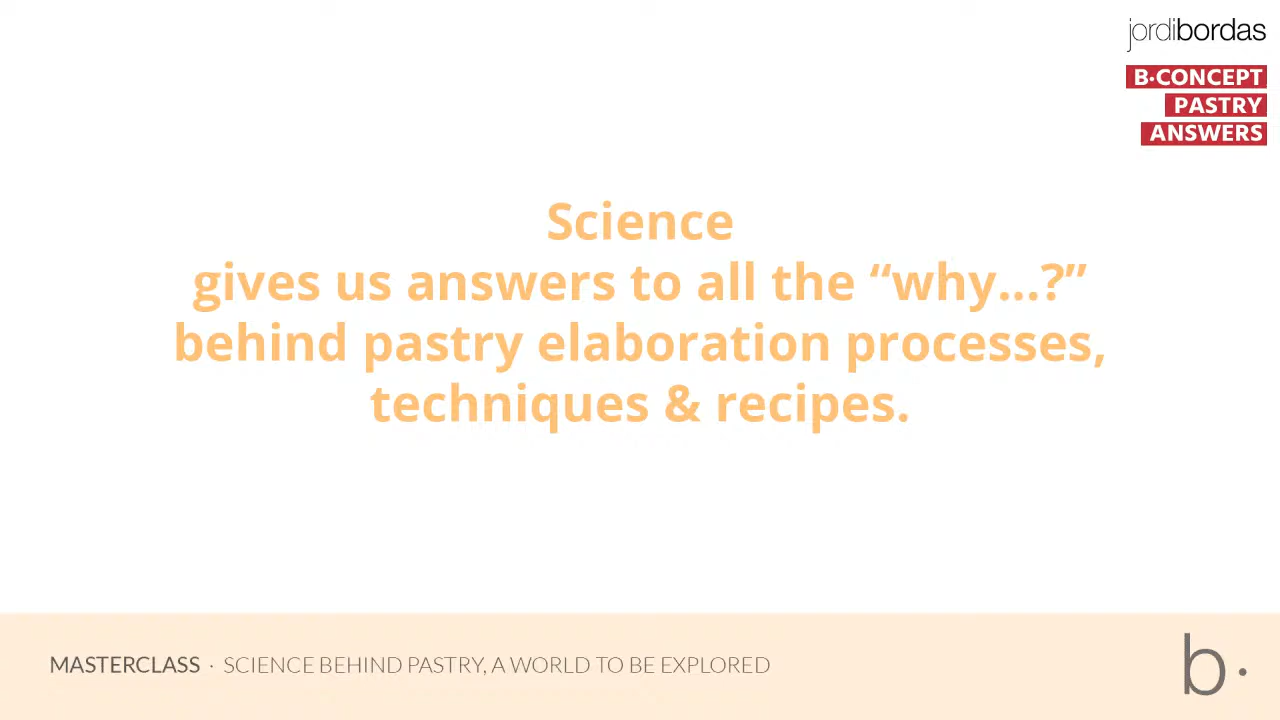 jordibordas
B·CONCEPT
PASTRY
ANSWERS
Science
gives us answers to all the “why...?”
behind pastry elaboration processes,
techniques & recipes.
MASTERCLASS · SCIENCE BEHIND PASTRY, A WORLD TO BE EXPLORED
b·